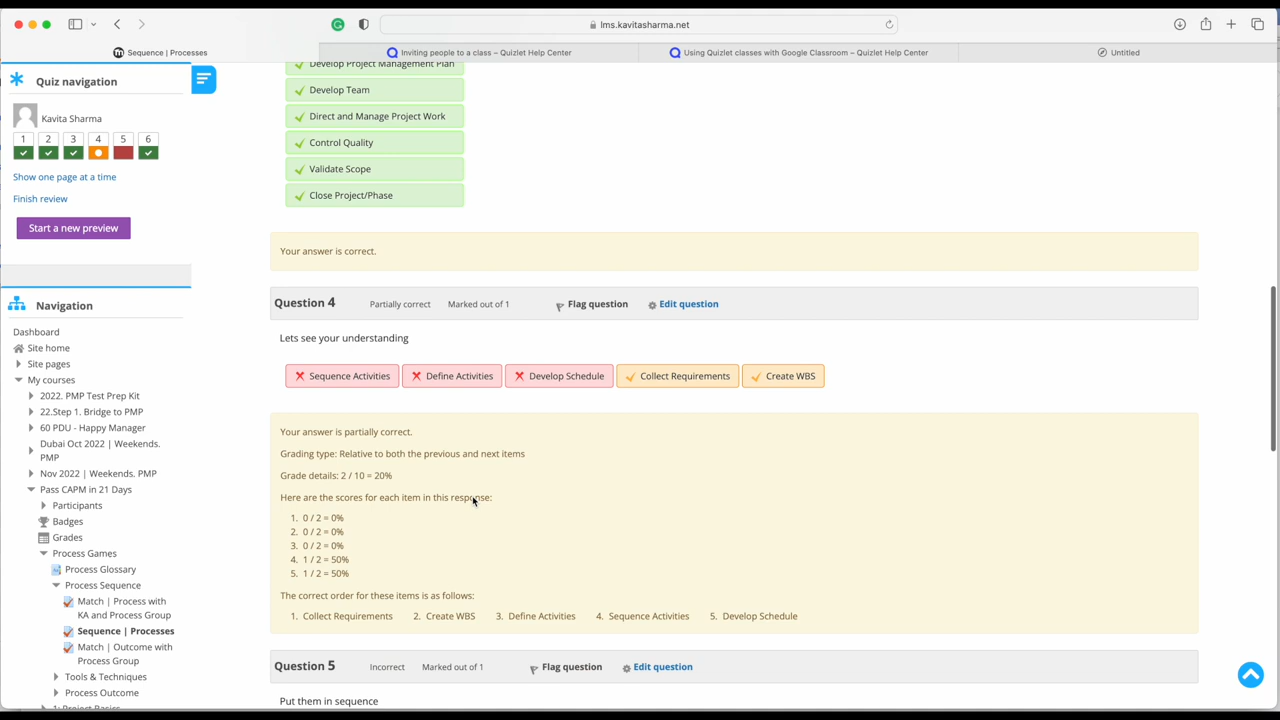 lms.kavitasharma.net
Sequence | Processes
Inviting people to a class – Quizlet Help Center
Using Quizlet classes with Google Classroom – Quizlet Help Center
Untitled
Quiz navigation
Kavita Sharma
1 2 3 4 5 6
Show one page at a time
Finish review
Start a new preview
Navigation
Dashboard
Site home
Site pages
My courses
2022. PMP Test Prep Kit
22.Step 1. Bridge to PMP
60 PDU - Happy Manager
Dubai Oct 2022 | Weekends.
PMP
Nov 2022 | Weekends. PMP
Pass CAPM in 21 Days
Participants
Badges
Grades
Process Games
Process Glossary
Process Sequence
Match | Process with
KA and Process Group
Sequence | Processes
Match | Outcome with
Process Group
Tools & Techniques
Process Outcome
1: Project Basics
Develop Project Management Plan
Develop Team
Direct and Manage Project Work
Control Quality
Validate Scope
Close Project/Phase
Your answer is correct.
Question 4 Partially correct Marked out of 1 Flag question Edit question
Lets see your understanding
Sequence Activities Define Activities Develop Schedule Collect Requirements Create WBS
Your answer is partially correct.
Grading type: Relative to both the previous and next items
Grade details: 2 / 10 = 20%
Here are the scores for each item in this response:
1. 0 / 2 = 0%
2. 0 / 2 = 0%
3. 0 / 2 = 0%
4. 1 / 2 = 50%
5. 1 / 2 = 50%
The correct order for these items is as follows:
1. Collect Requirements 2. Create WBS 3. Define Activities 4. Sequence Activities 5. Develop Schedule
Question 5 Incorrect Marked out of 1 Flag question Edit question
Put them in sequence